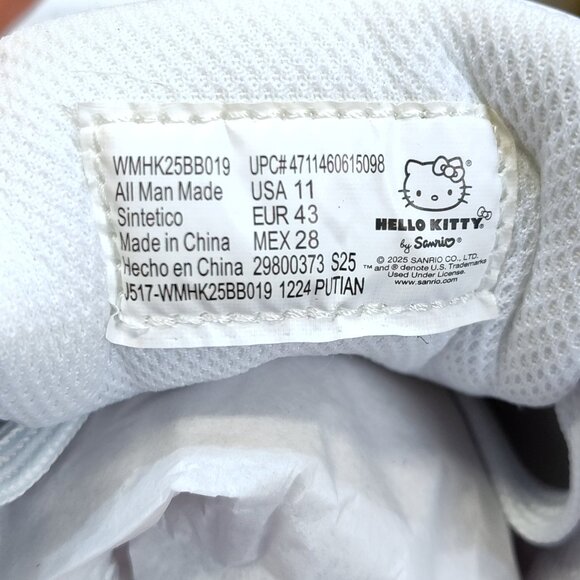 WMHK25BB019 UPC# 4711460615098
All Man Made USA 11
Sintetico EUR 43
Made in China MEX 28
Hecho en China 29800373 S25
J517-WMHK25BB019 1224 PUTIAN
HELLO KITTY®
by Sanrio
© 2025 SANRIO CO., LTD.
™ and ® denote U.S. Trademarks
Used Under License.
www.sanrio.com